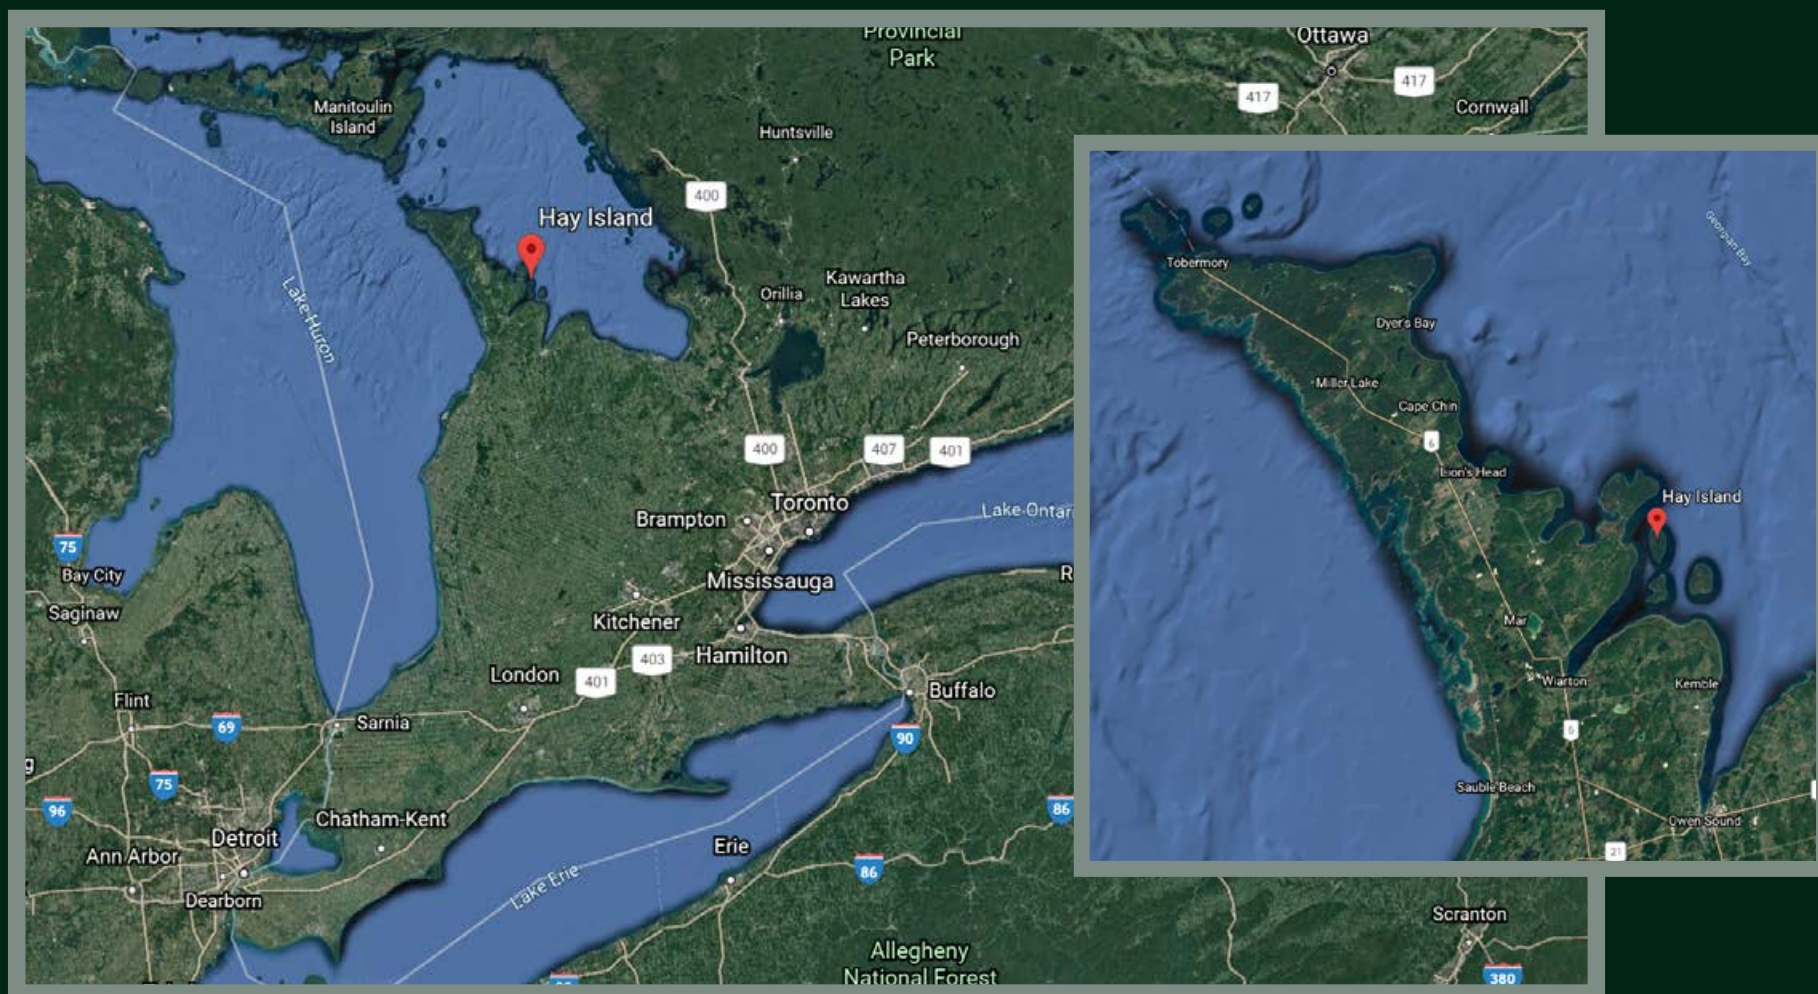 Provincial
Park
Ottawa
417
417
Cornwall
Manitoulin
Island
Huntsville
400
Hay Island
Lake Huron
Orillia
Kawartha
Lakes
Peterborough
400
407
401
Toronto
Brampton
Lake Ontari
75
Bay City
Mississauga
R
Saginaw
Kitchener
403
Hamilton
London
401
Buffalo
Flint
69
Sarnia
90
g
75
96
86
Chatham-Kent
Detroit
Erie
Ann Arbor
86
Lake Erie
Dearborn
Scranton
Allegheny
National Forest
380
Georgian Bay
Tobermory
Dyer's Bay
Miller Lake
Cape Chin
6
Lion's Head
Hay Island
Mar
Wiarton
Kemble
6
Sauble Beach
Owen Sound
21